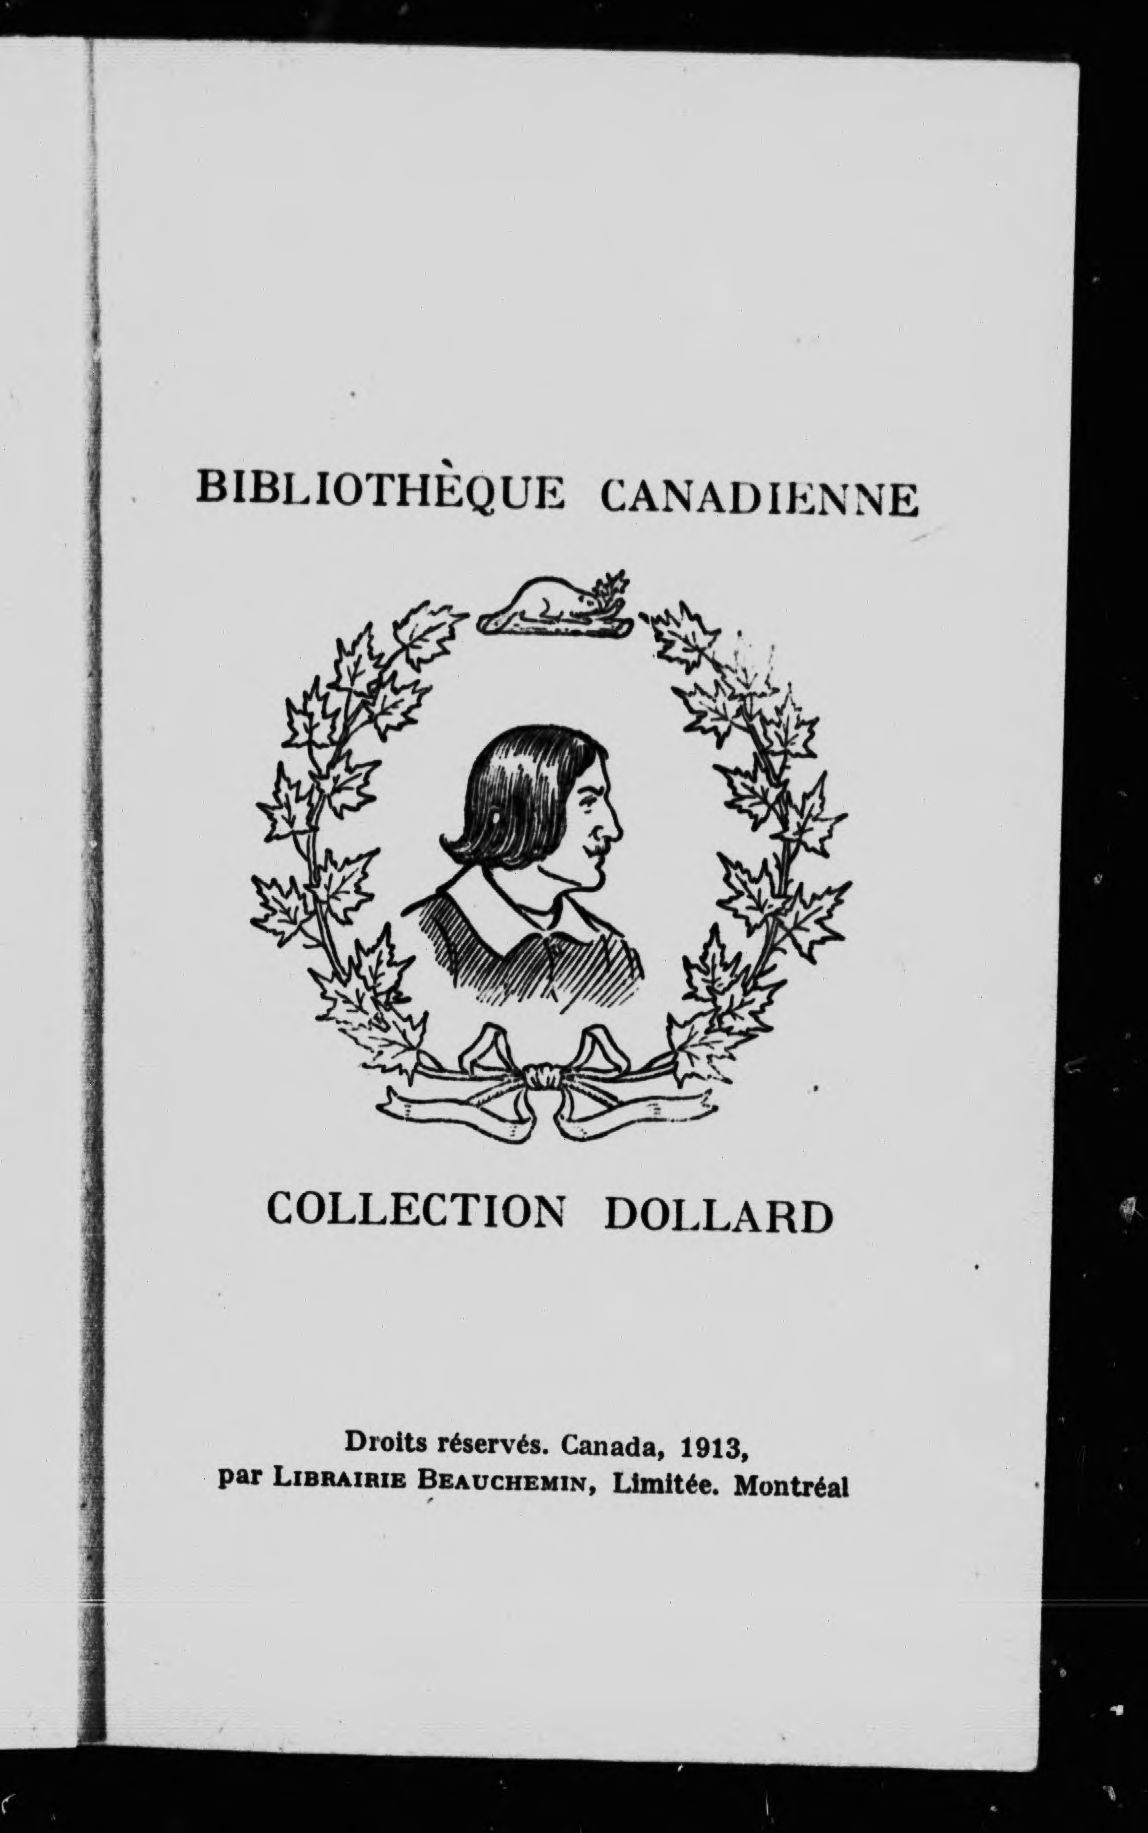 BIBLIOTHÈQUE CANADIENNE
COLLECTION DOLLARD
Droits réservés. Canada, 1913,
par LIBRAIRIE BEAUCHEMIN, Limitée. Montréal